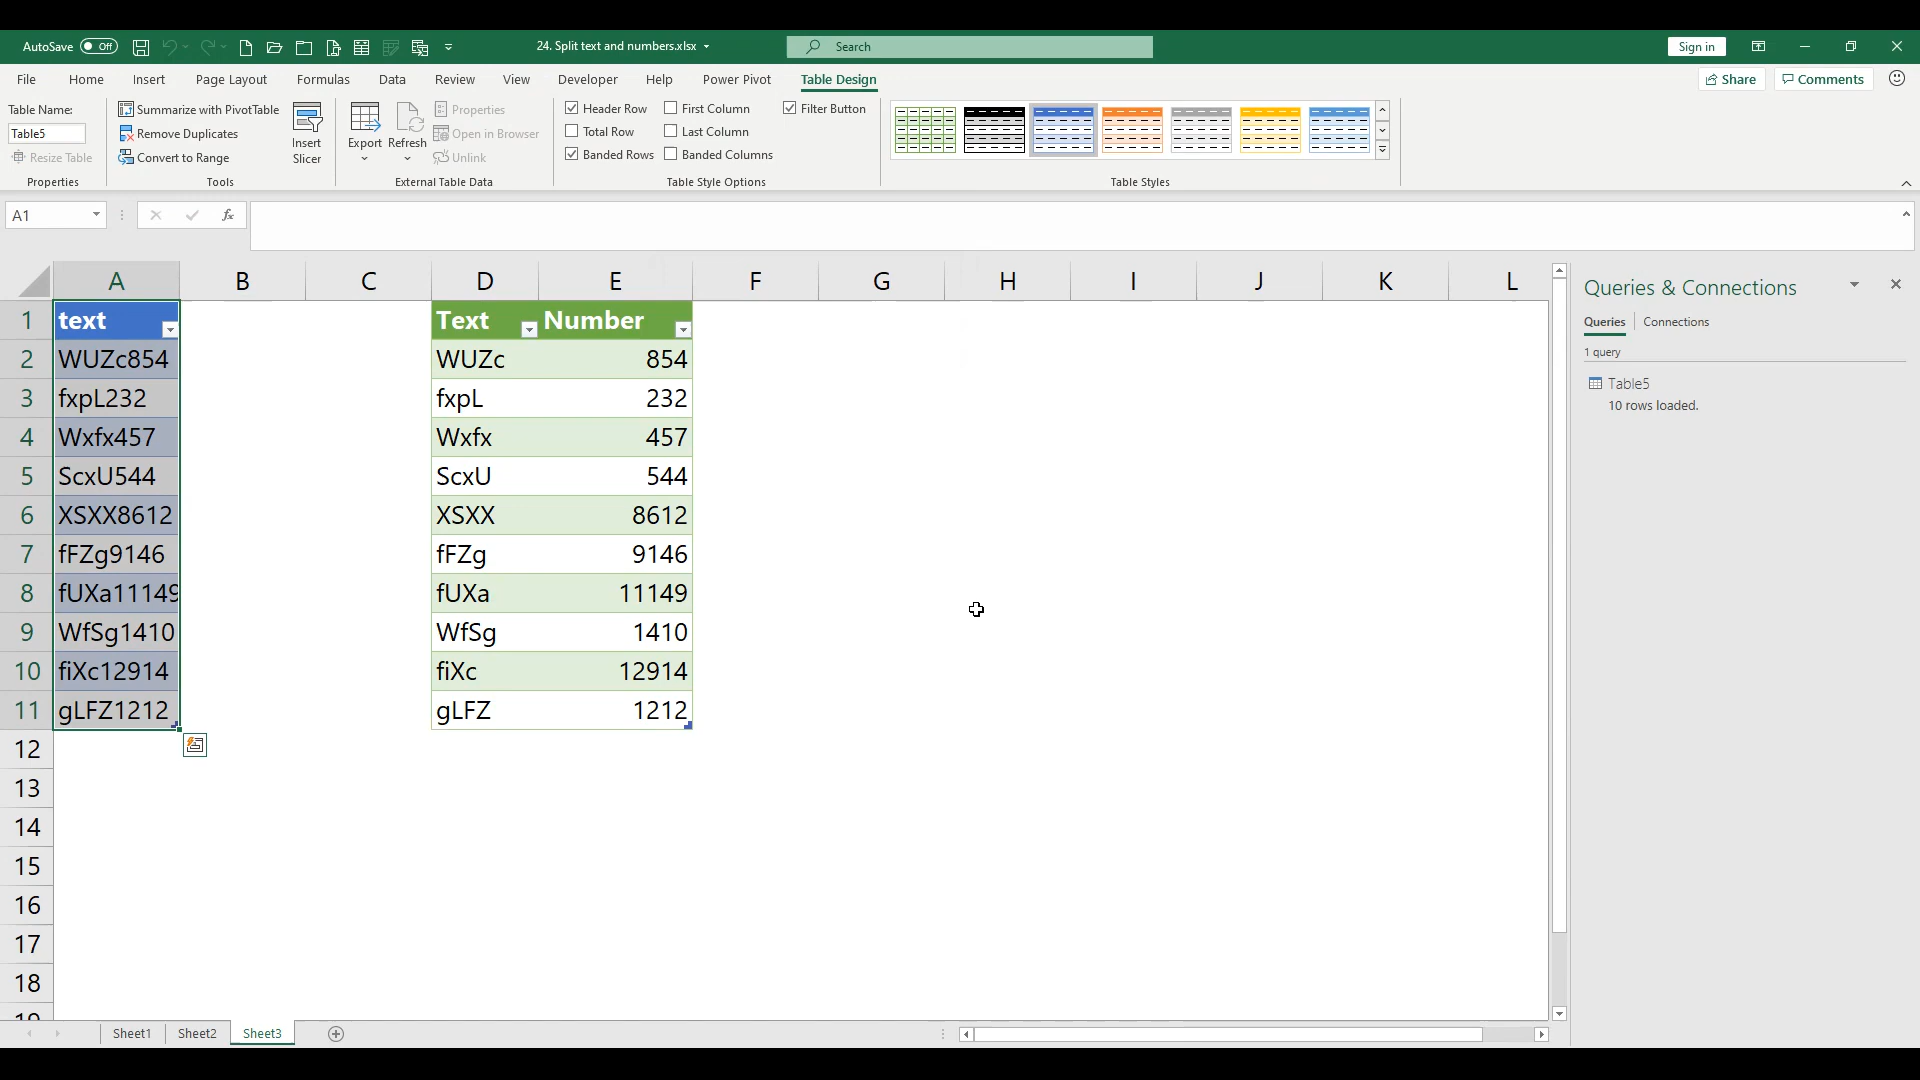 AutoSave Off 24. Split text and numbers.xlsx Search Sign in
File Home Insert Page Layout Formulas Data Review View Developer Help Power Pivot Table Design Share Comments
Table Name:
Table5
Resize Table
Properties
Summarize with PivotTable
Remove Duplicates
Convert to Range
Insert
Slicer
Tools
Export
Refresh
Properties
Open in Browser
Unlink
External Table Data
Header Row First Column Filter Button
Total Row Last Column
Banded Rows Banded Columns
Table Style Options
Table Styles
A1 fx
A B C D E F G H I J K L
1 text Text Number
2 WUZc854 WUZc 854
3 fxpL232 fxpL 232
4 Wxfx457 Wxfx 457
5 ScxU544 ScxU 544
6 XSXX8612 XSXX 8612
7 fFZg9146 fFZg 9146
8 fUXa11149 fUXa 11149
9 WfSg1410 WfSg 1410
10 fiXc12914 fiXc 12914
11 gLFZ1212 gLFZ 1212
12
13
14
15
16
17
18
19
Queries & Connections
Queries Connections
1 query
Table5
10 rows loaded.
Sheet1 Sheet2 Sheet3